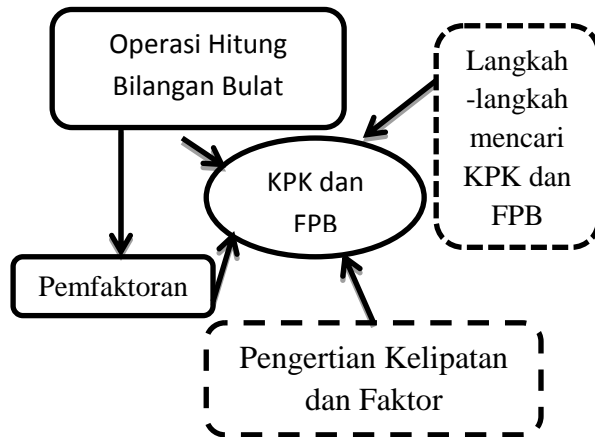 Operasi Hitung
Bilangan Bulat
Langkah
-langkah
mencari
KPK dan
FPB
KPK dan
FPB
Pemfaktoran
Pengertian Kelipatan
dan Faktor